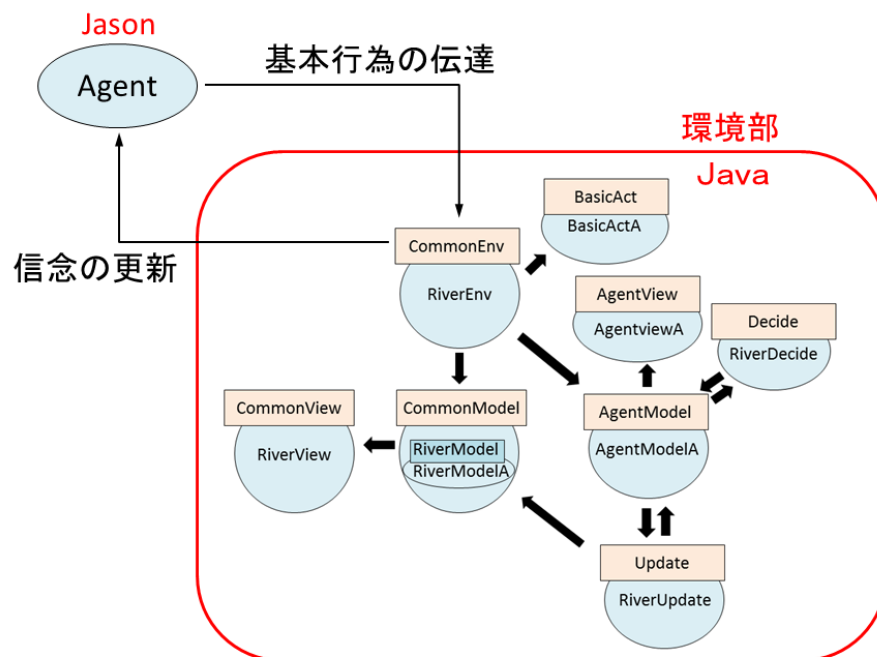 Jason
Agent
基本行為の伝達
環境部
Java
信念の更新
BasicAct
BasicActA
CommonEnv
RiverEnv
AgentView
AgentviewA
Decide
RiverDecide
CommonView
RiverView
CommonModel
RiverModel
RiverModelA
AgentModel
AgentModelA
Update
RiverUpdate